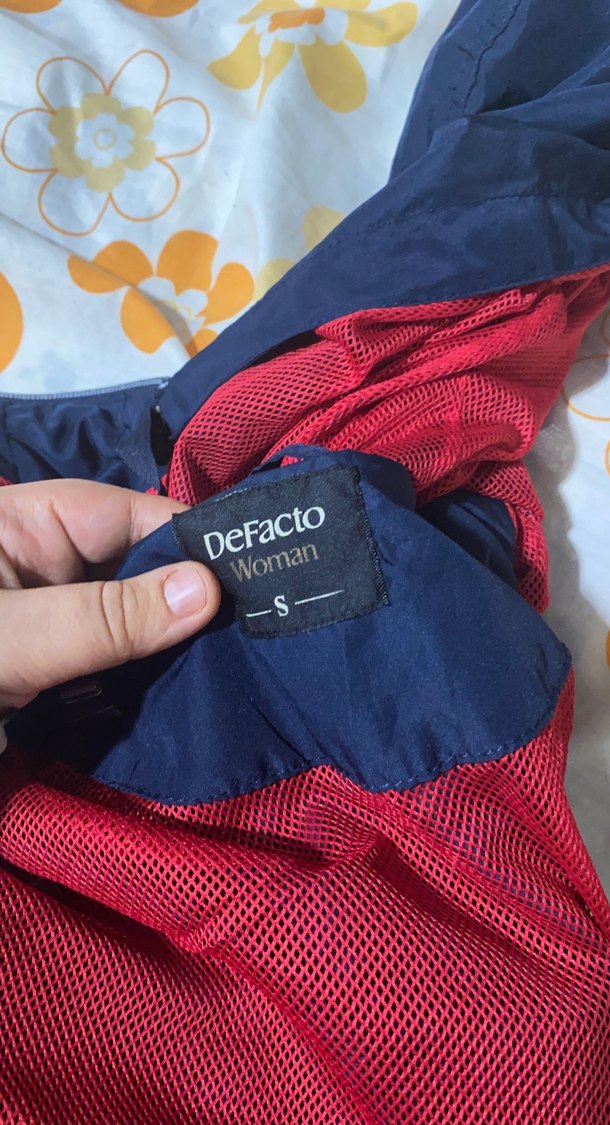 DeFacto
Woman
— S —